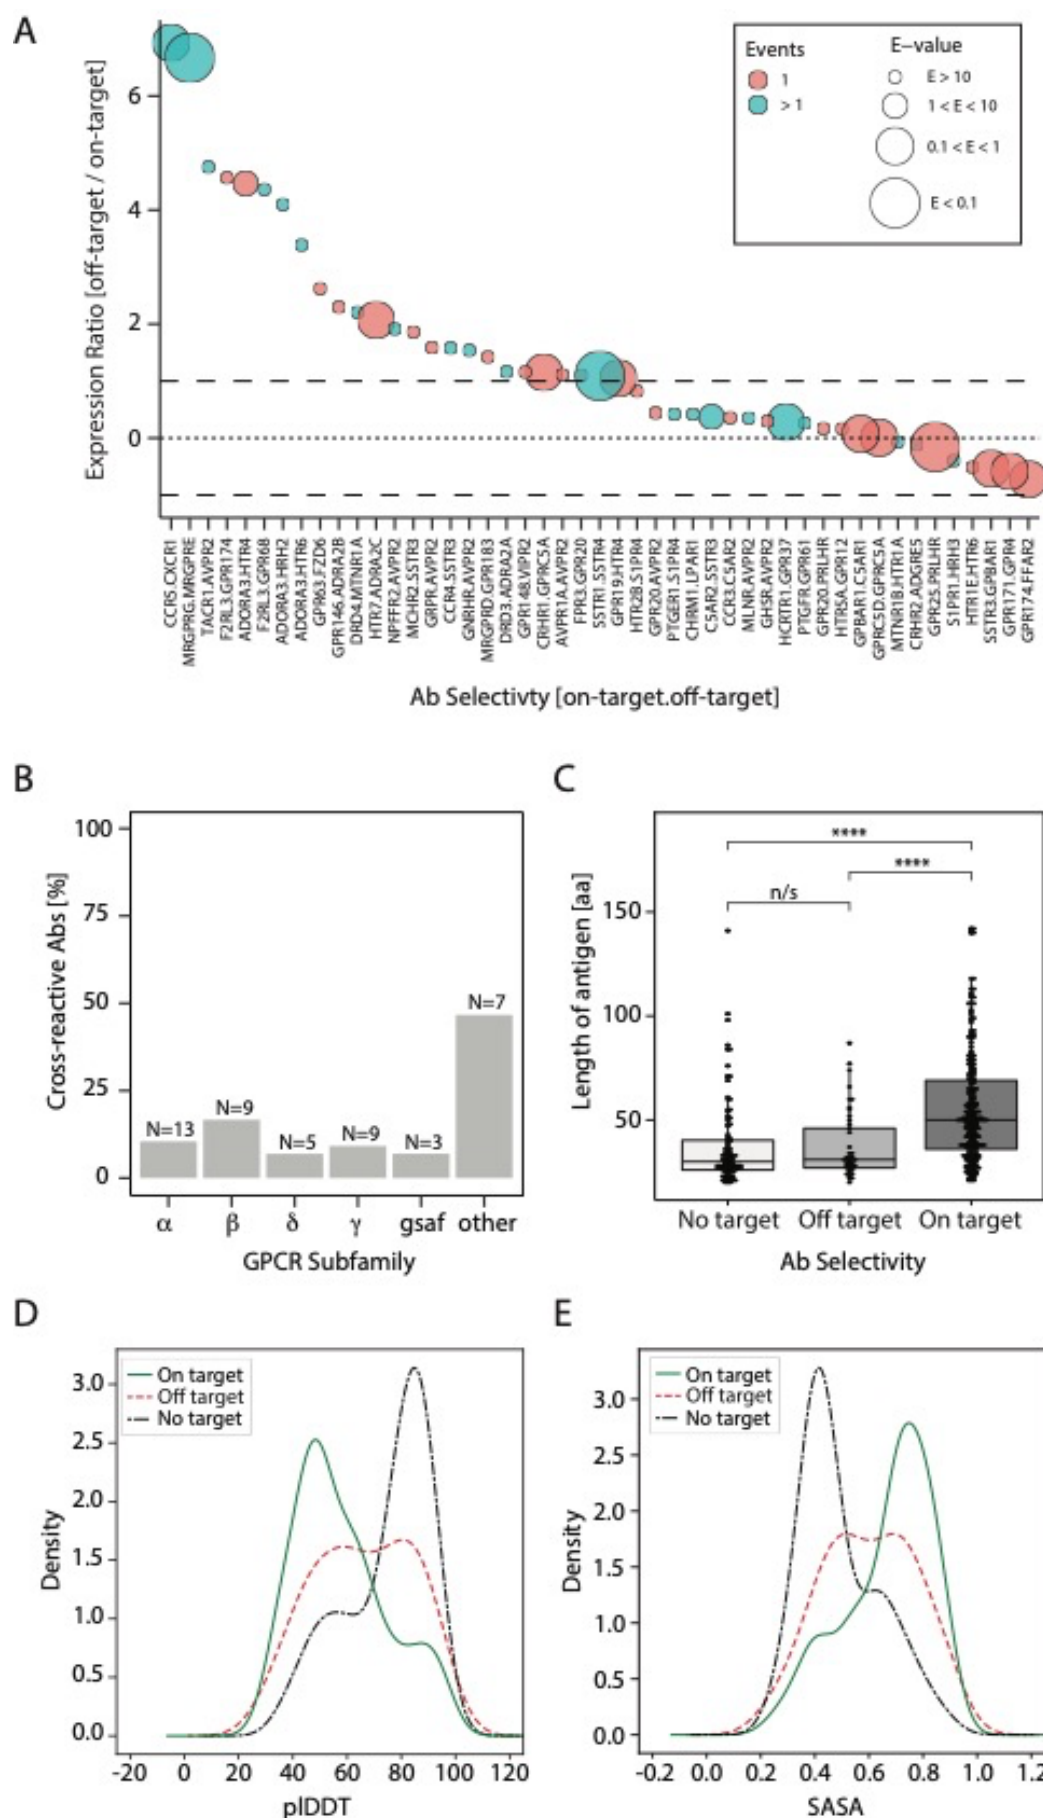 A
Expression Ratio [off-target / on-target]
6
4
2
0
Events
1
> 1
E–value
E > 10
1 < E < 10
0.1 < E < 1
E < 0.1
CCR5.CXCR1
MRGPRG.MRGPRE
TACR1.AVPR2
F2RL3.GPR174
ADORA3.HTR4
F2RL3.GPR68
ADORA3.HRH2
ADORA3.HTR6
GPR63.FZD6
GPR146.ADRA2B
DRD4.MTNR1A
HTR7.ADRA2C
NPFFR2.AVPR2
MCHR2.SSTR3
GRPR.AVPR2
CCR4.SSTR3
GNRHR.AVPR2
MRGPRD.GPR183
DRD3.ADRA2A
GPR148.VIPR2
CRHR1.GPRC5A
AVPR1A.AVPR2
FPR3.GPR20
SSTR1.SSTR4
GPR19.HTR4
HTR2B.S1PR4
GPR20.AVPR2
PTGER1.S1PR4
CHRM1.LPAR1
C5AR2.SSTR3
CCR3.C5AR2
MLNR.AVPR2
GHSR.AVPR2
HCRTR1.GPR37
PTGFR.GPR61
GPR20.PRLHR
HTR5A.GPR12
GPBAR1.C5AR1
GPRC5D.GPRC5A
MTNR1B.HTR1A
CRHR2.ADGRE5
GPR25.PRLHR
S1PR1.HRH3
HTR1E.HTR6
SSTR3.GPBAR1
GPR171.GPR4
GPR174.FFAR2
Ab Selectivty [on-target.off-target]
B
Cross-reactive Abs [%]
100
75
50
25
0
N=13
N=9
N=5
N=9
N=3
N=7
α β δ γ gsaf other
GPCR Subfamily
C
Length of antigen [aa]
150
100
50
****
****
n/s
No target Off target On target
Ab Selectivity
D
Density
3.0
2.5
2.0
1.5
1.0
0.5
0.0
On target
Off target
No target
-20 0 20 40 60 80 100 120
plDDT
E
Density
3.0
2.5
2.0
1.5
1.0
0.5
0.0
On target
Off target
No target
-0.2 0.0 0.2 0.4 0.6 0.8 1.0 1.2
SASA